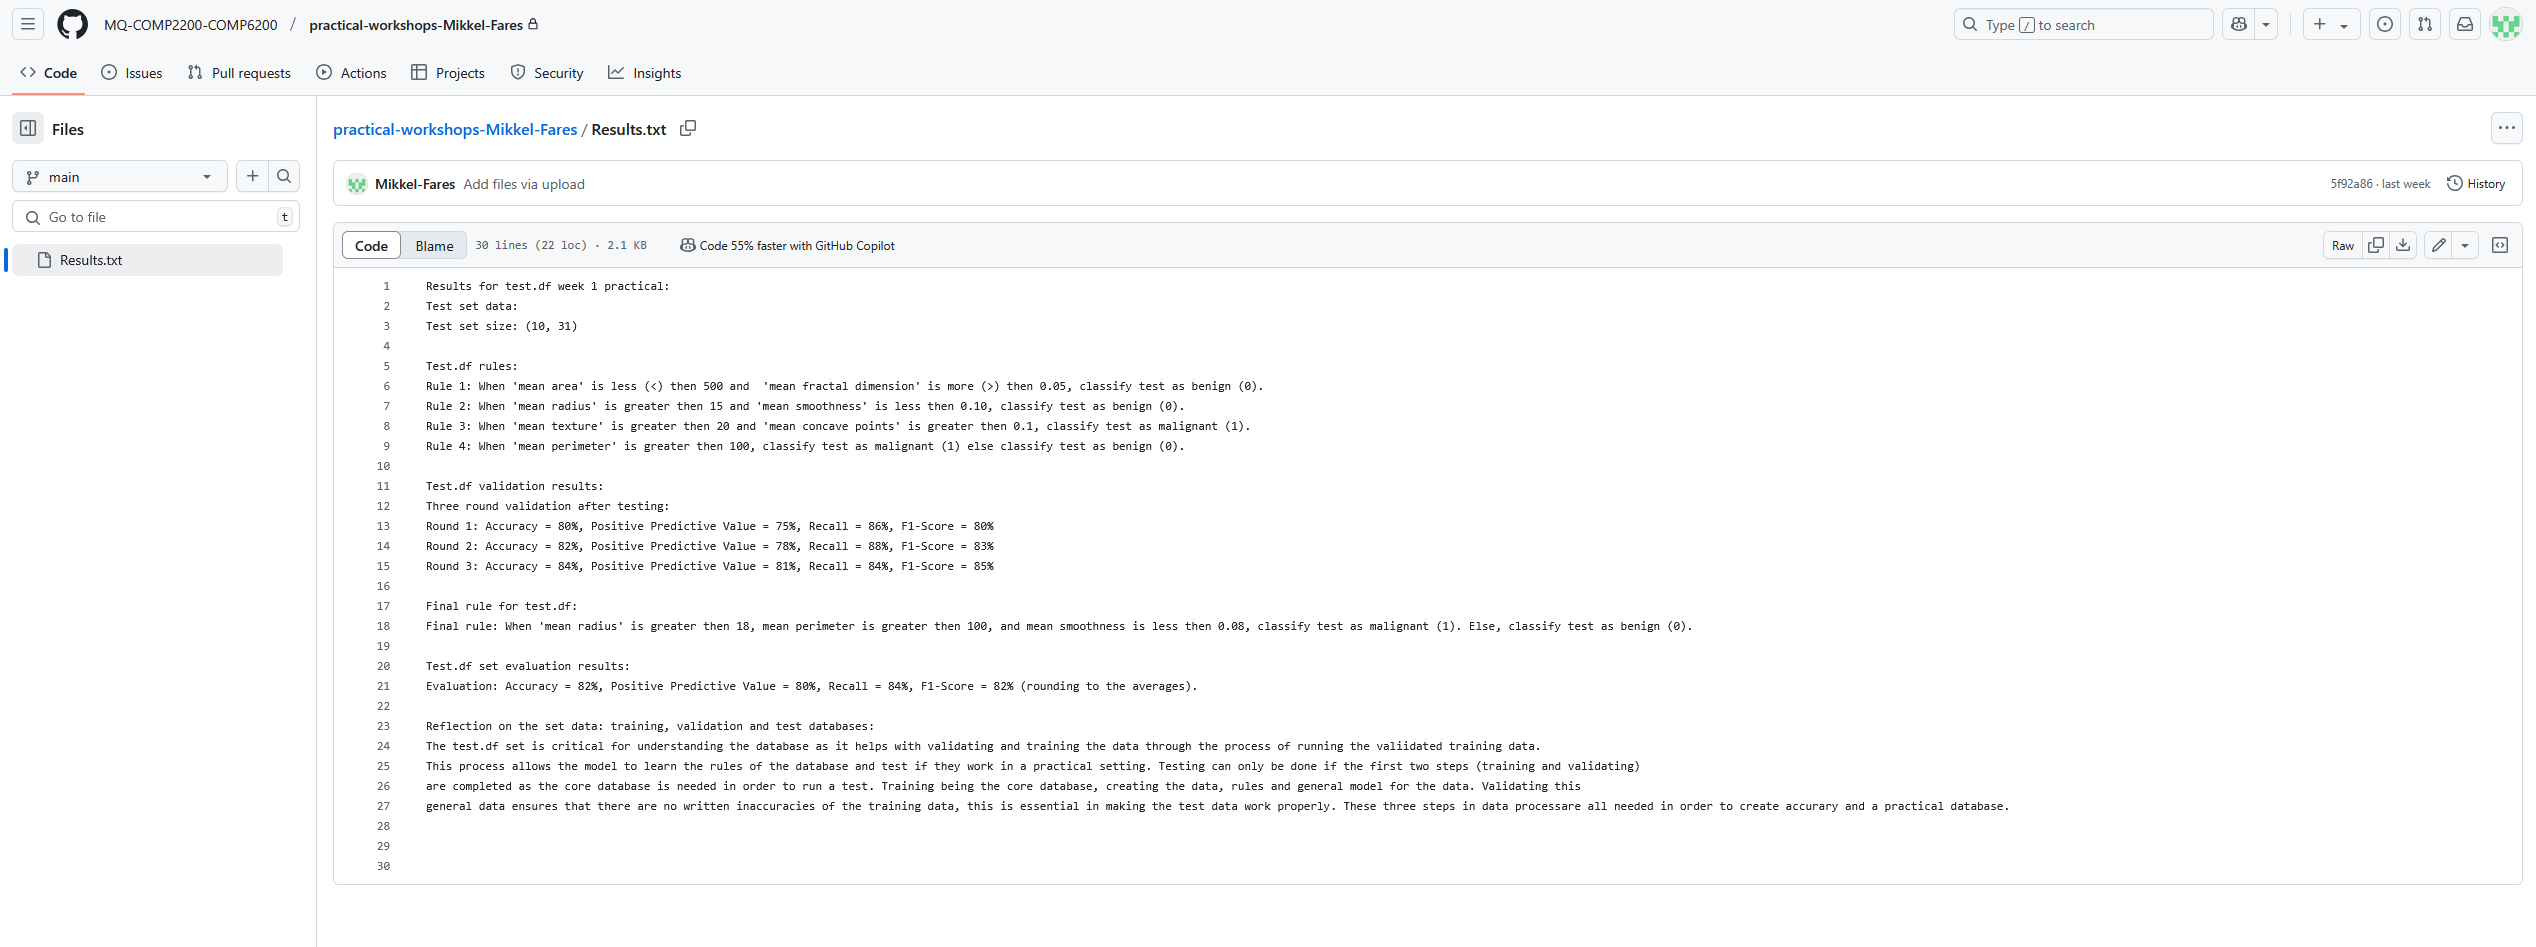 MQ-COMP2200-COMP6200 / practical-workshops-Mikkel-Fares
Type / to search
Code Issues Pull requests Actions Projects Security Insights
Files
main
Go to file t
Results.txt
practical-workshops-Mikkel-Fares / Results.txt
Mikkel-Fares Add files via upload
5f92a86 · last week History
Code Blame 30 lines (22 loc) · 2.1 KB Code 55% faster with GitHub Copilot
Raw
1 Results for test.df week 1 practical:
2 Test set data:
3 Test set size: (10, 31)
4
5 Test.df rules:
6 Rule 1: When 'mean area' is less (<) then 500 and  'mean fractal dimension' is more (>) then 0.05, classify test as benign (0).
7 Rule 2: When 'mean radius' is greater then 15 and 'mean smoothness' is less then 0.10, classify test as benign (0).
8 Rule 3: When 'mean texture' is greater then 20 and 'mean concave points' is greater then 0.1, classify test as malignant (1).
9 Rule 4: When 'mean perimeter' is greater then 100, classify test as malignant (1) else classify test as benign (0).
10
11 Test.df validation results:
12 Three round validation after testing:
13 Round 1: Accuracy = 80%, Positive Predictive Value = 75%, Recall = 86%, F1-Score = 80%
14 Round 2: Accuracy = 82%, Positive Predictive Value = 78%, Recall = 88%, F1-Score = 83%
15 Round 3: Accuracy = 84%, Positive Predictive Value = 81%, Recall = 84%, F1-Score = 85%
16
17 Final rule for test.df:
18 Final rule: When 'mean radius' is greater then 18, mean perimeter is greater then 100, and mean smoothness is less then 0.08, classify test as malignant (1). Else, classify test as benign (0).
19
20 Test.df set evaluation results:
21 Evaluation: Accuracy = 82%, Positive Predictive Value = 80%, Recall = 84%, F1-Score = 82% (rounding to the averages).
22
23 Reflection on the set data: training, validation and test databases:
24 The test.df set is critical for understanding the database as it helps with validating and training the data through the process of running the valiidated training data.
25 This process allows the model to learn the rules of the database and test if they work in a practical setting. Testing can only be done if the first two steps (training and validating)
26 are completed as the core database is needed in order to run a test. Training being the core database, creating the data, rules and general model for the data. Validating this
27 general data ensures that there are no written inaccuracies of the training data, this is essential in making the test data work properly. These three steps in data processare all needed in order to create accurary and a practical database.
28
29
30